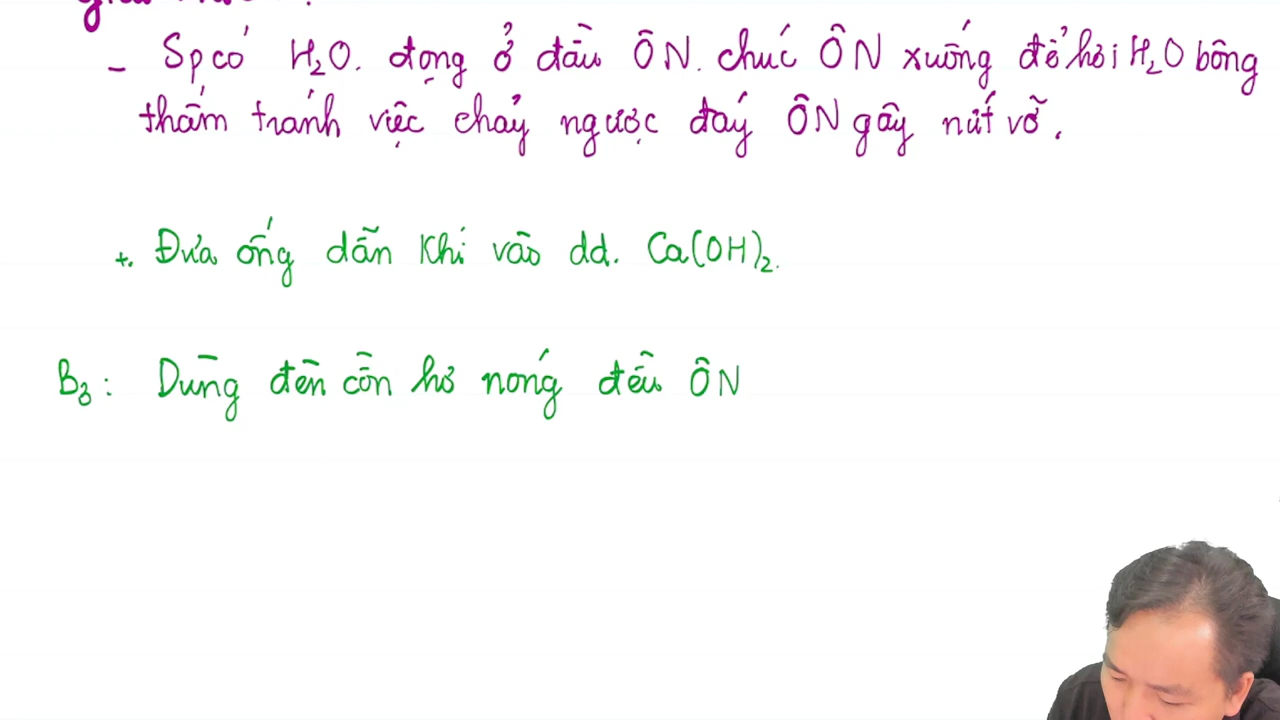 - Sp có H₂O. đọng ở đầu ÔN. chúc ÔN xuống để hơi H₂O bông
thấm tránh việc chảy ngược đáy ÔN gây nứt vỡ.
+. Đưa ống dẫn khí vào dd. Ca(OH)₂.
B₃: Dùng đèn cồn hơ nóng đều ÔN